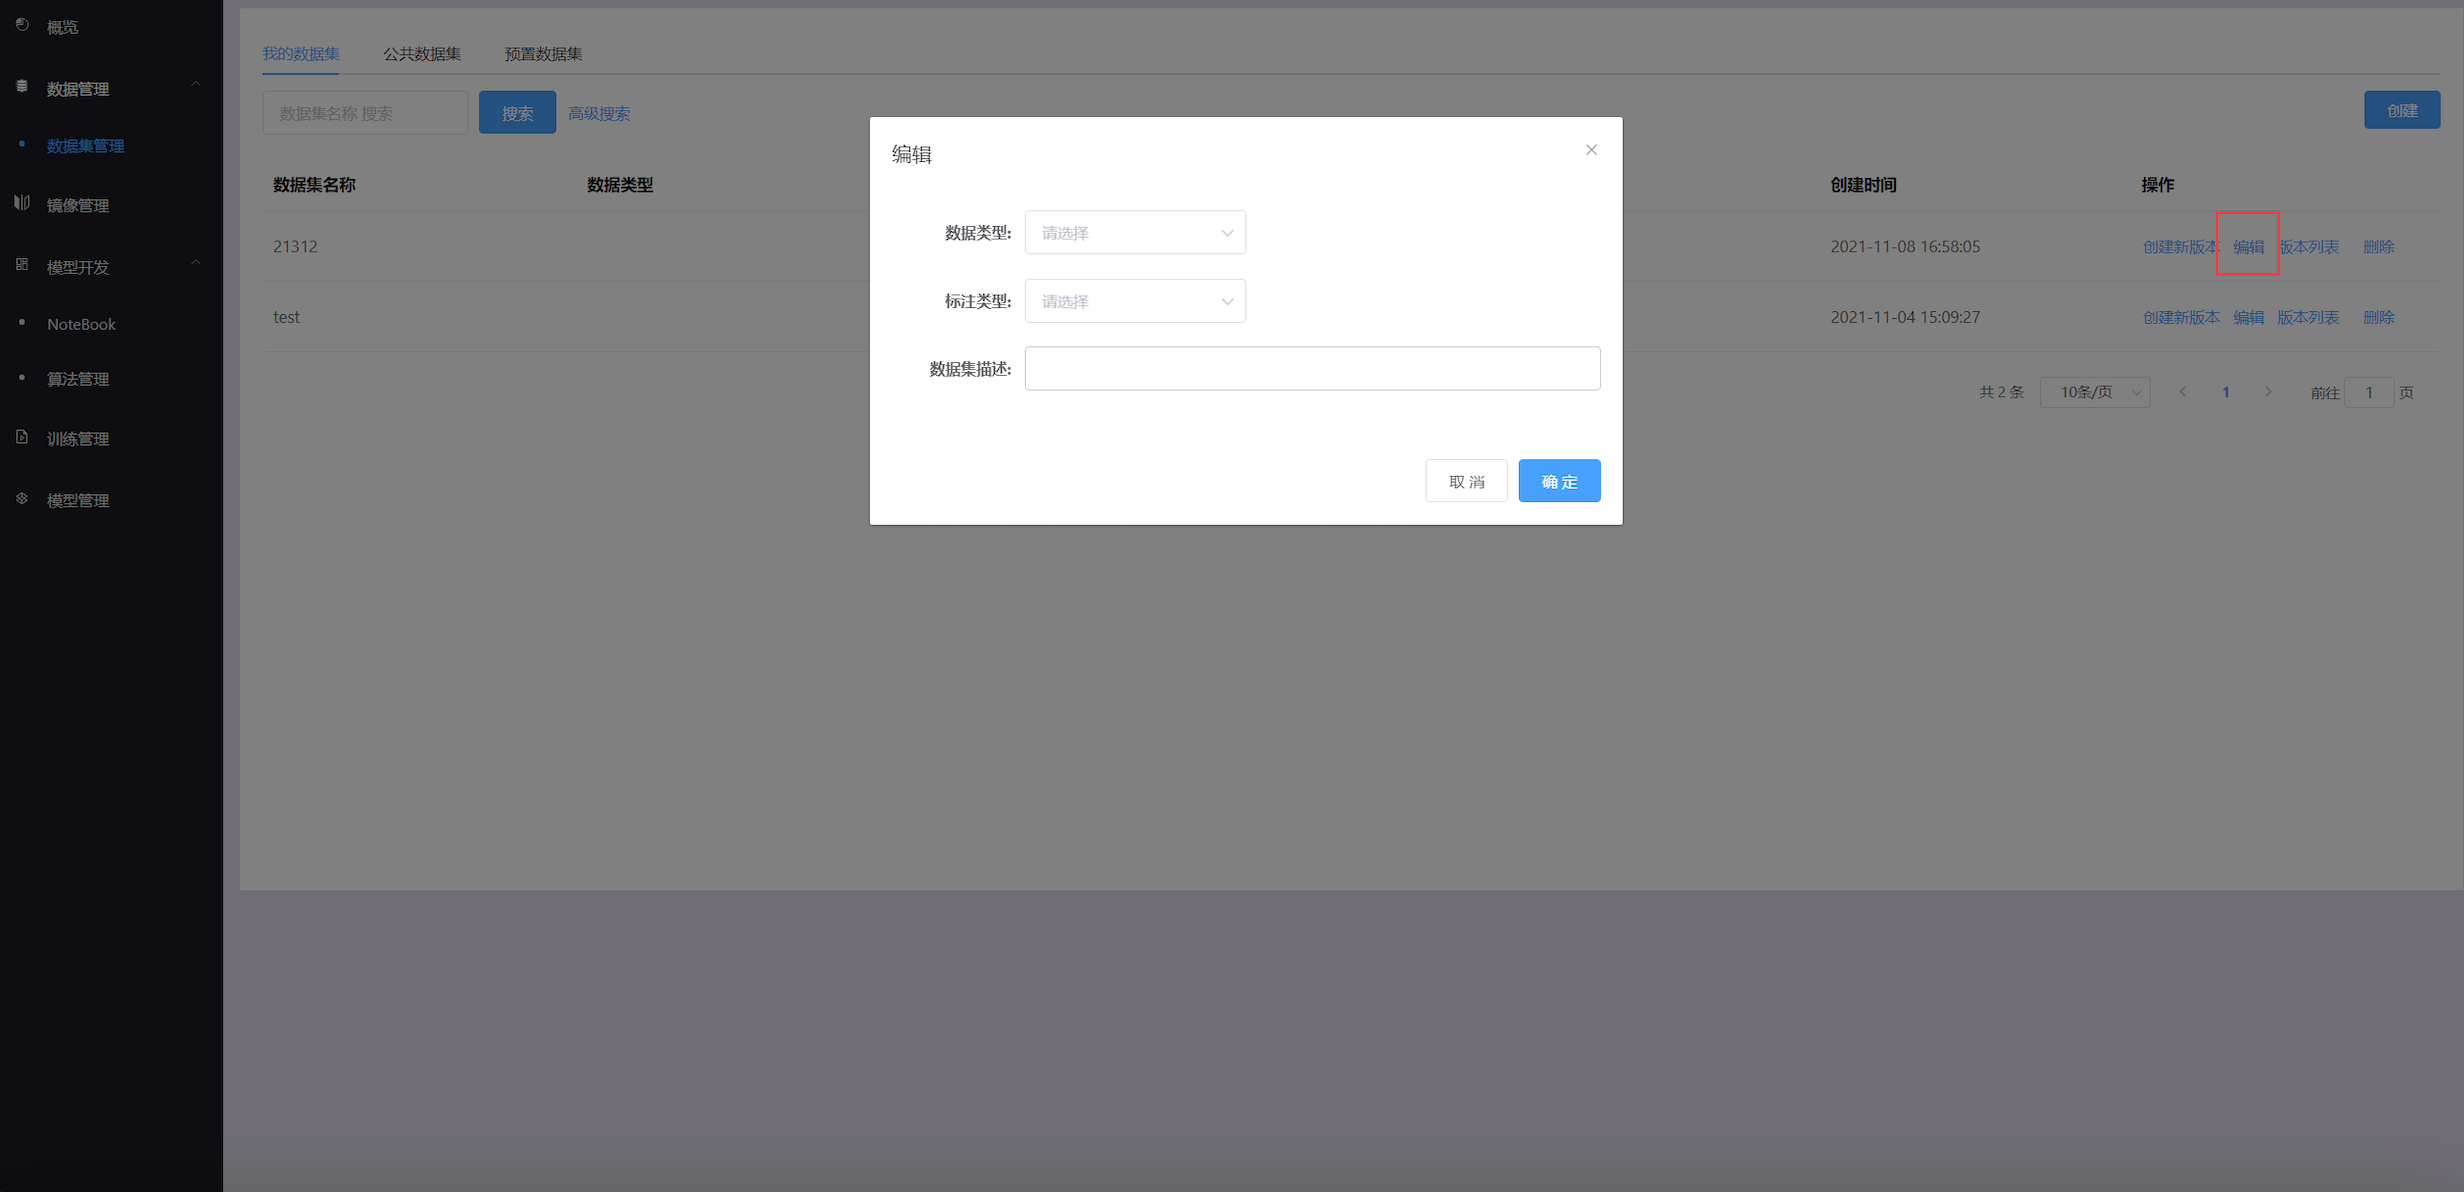 概览
数据管理
数据集管理
镜像管理
模型开发
NoteBook
算法管理
训练管理
模型管理
我的数据集 公共数据集 预置数据集
数据集名称 搜索 搜索 高级搜索 创建
数据集名称 数据类型 创建时间 操作
21312 2021-11-08 16:58:05 创建新版本 编辑 版本列表 删除
test 2021-11-04 15:09:27 创建新版本 编辑 版本列表 删除
共 2 条 10条/页 1 前往 1 页
编辑
数据类型: 请选择
标注类型: 请选择
数据集描述:
取 消 确 定